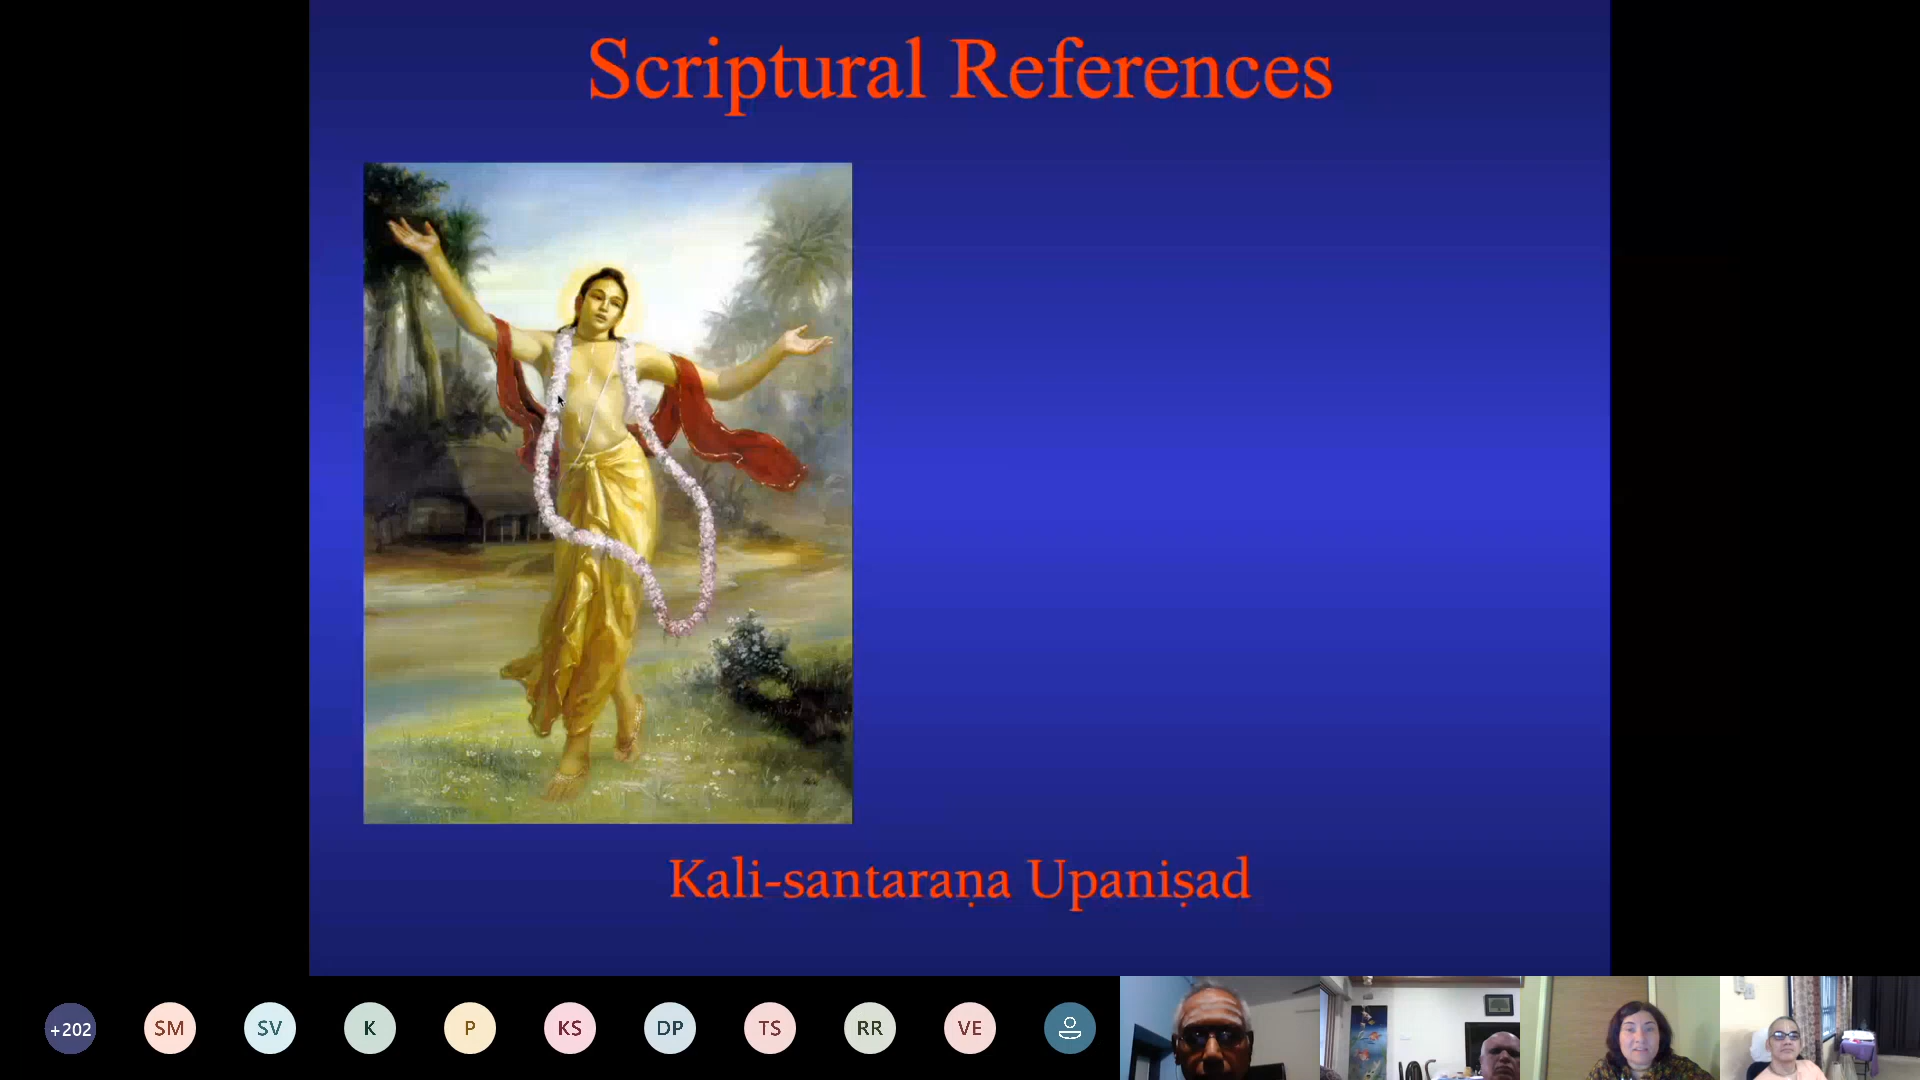 Scriptural References
Kali-santaraṇa Upaniṣad
+202
SM
SV
K
P
KS
DP
TS
RR
VE